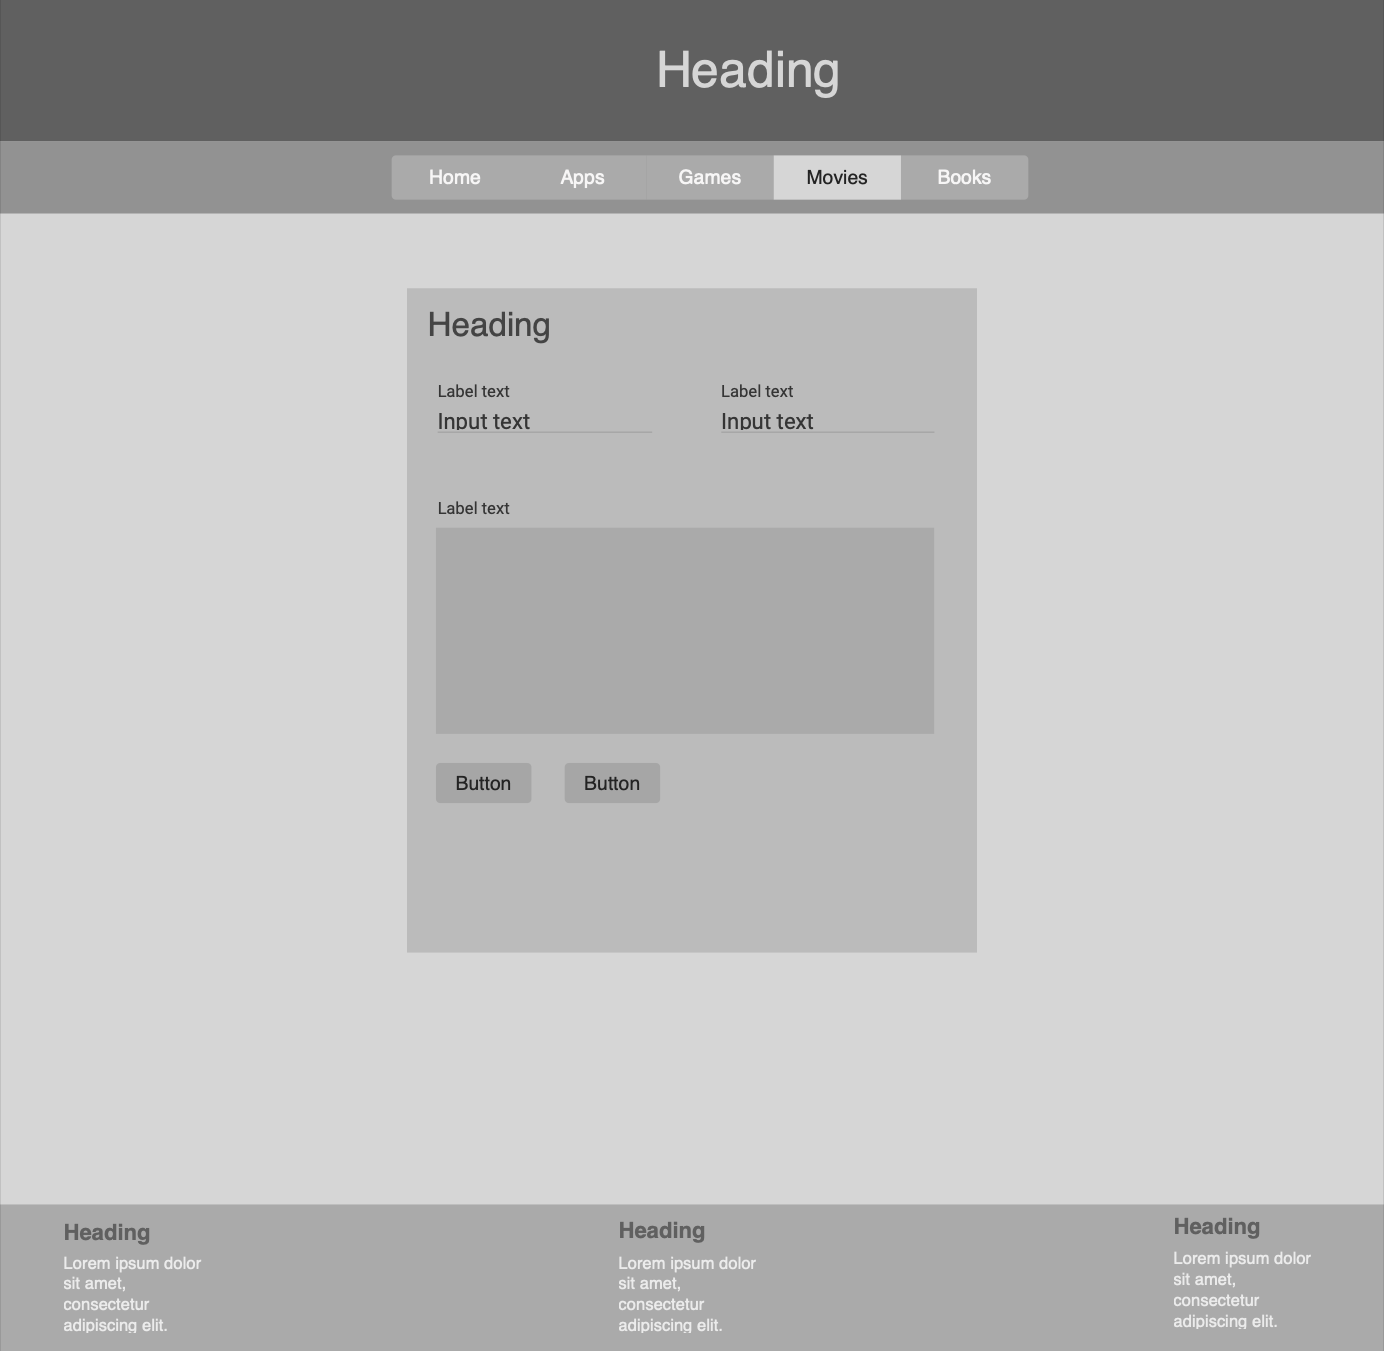 Heading
Home Apps Games Movies Books
Heading
Label text Label text
Input text Input text
Label text
Button Button
Heading
Lorem ipsum dolor
sit amet,
consectetur
adipiscing elit.
Heading
Lorem ipsum dolor
sit amet,
consectetur
adipiscing elit.
Heading
Lorem ipsum dolor
sit amet,
consectetur
adipiscing elit.